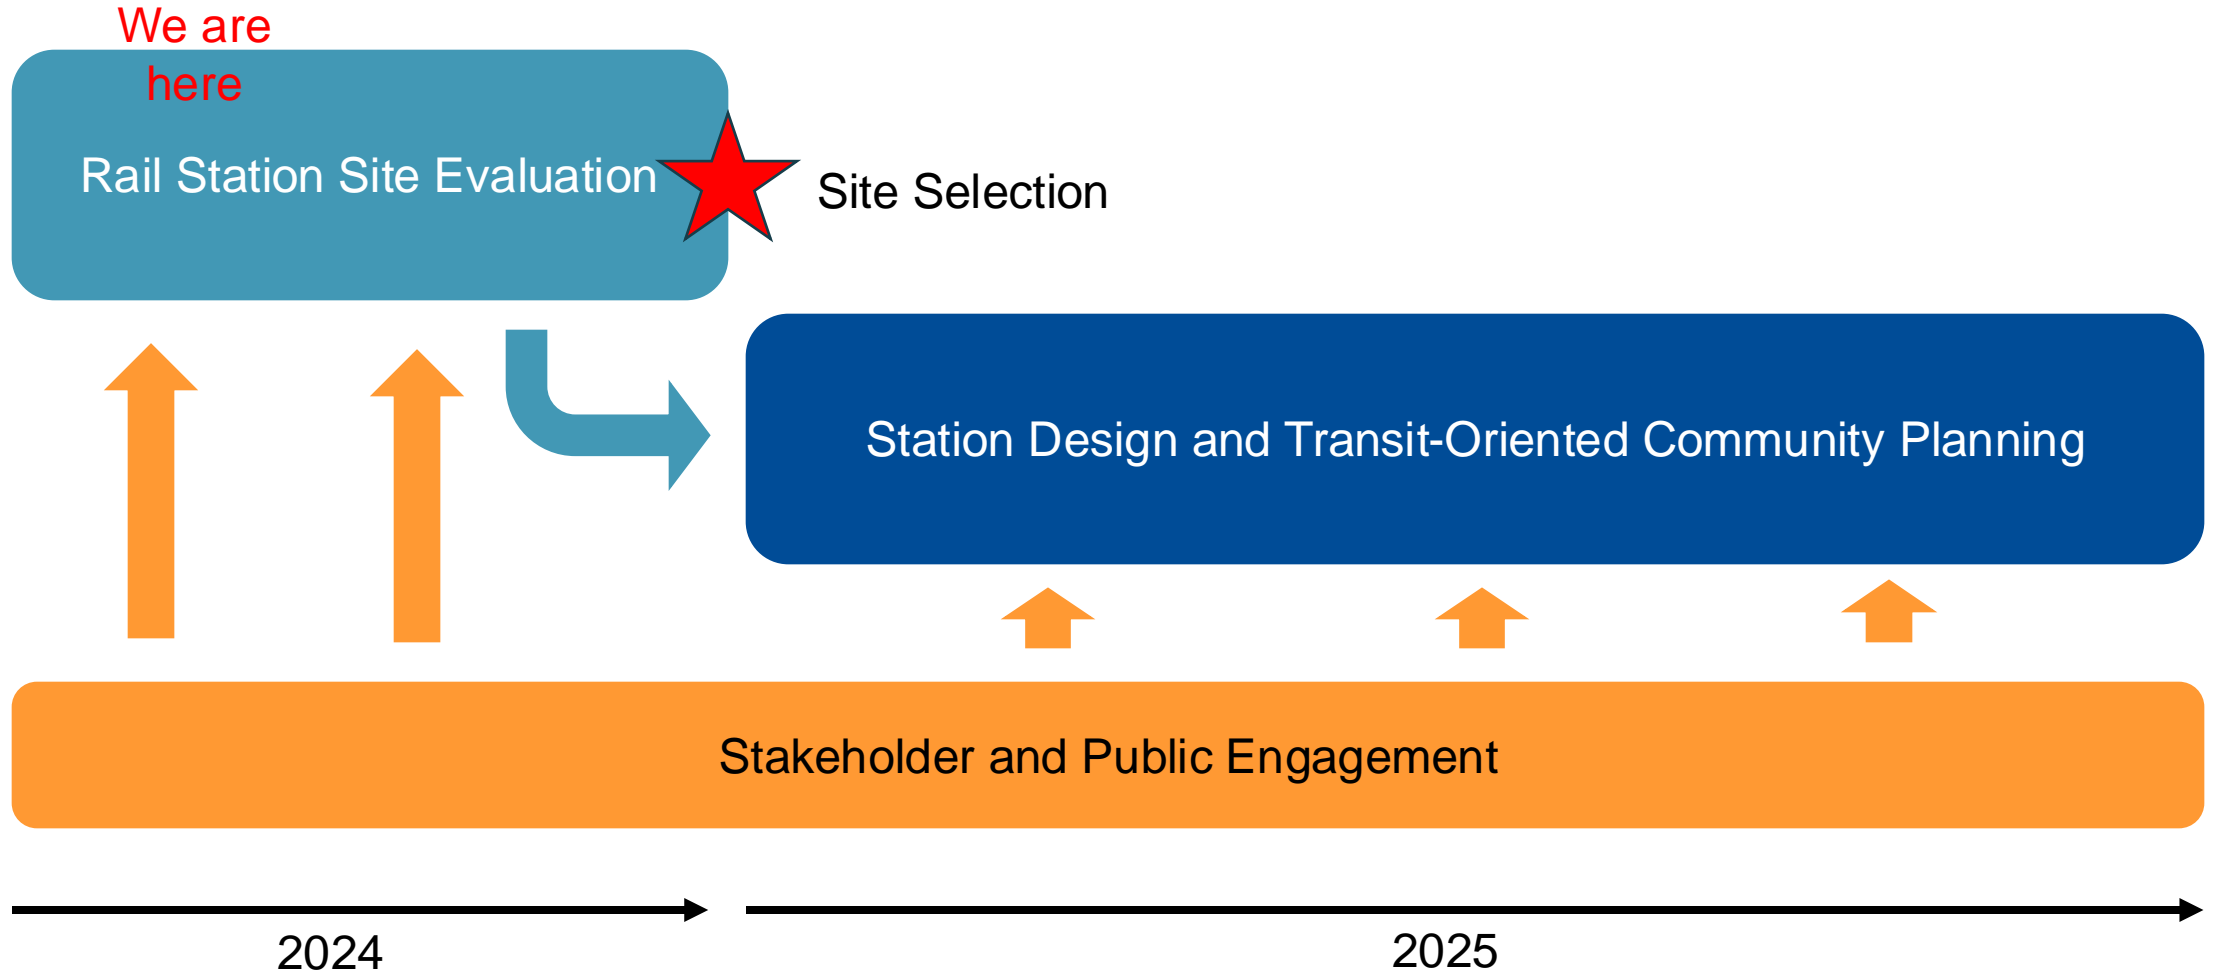 We are
here
Rail Station Site Evaluation
Site Selection
Station Design and Transit-Oriented Community Planning
Stakeholder and Public Engagement
2024
2025